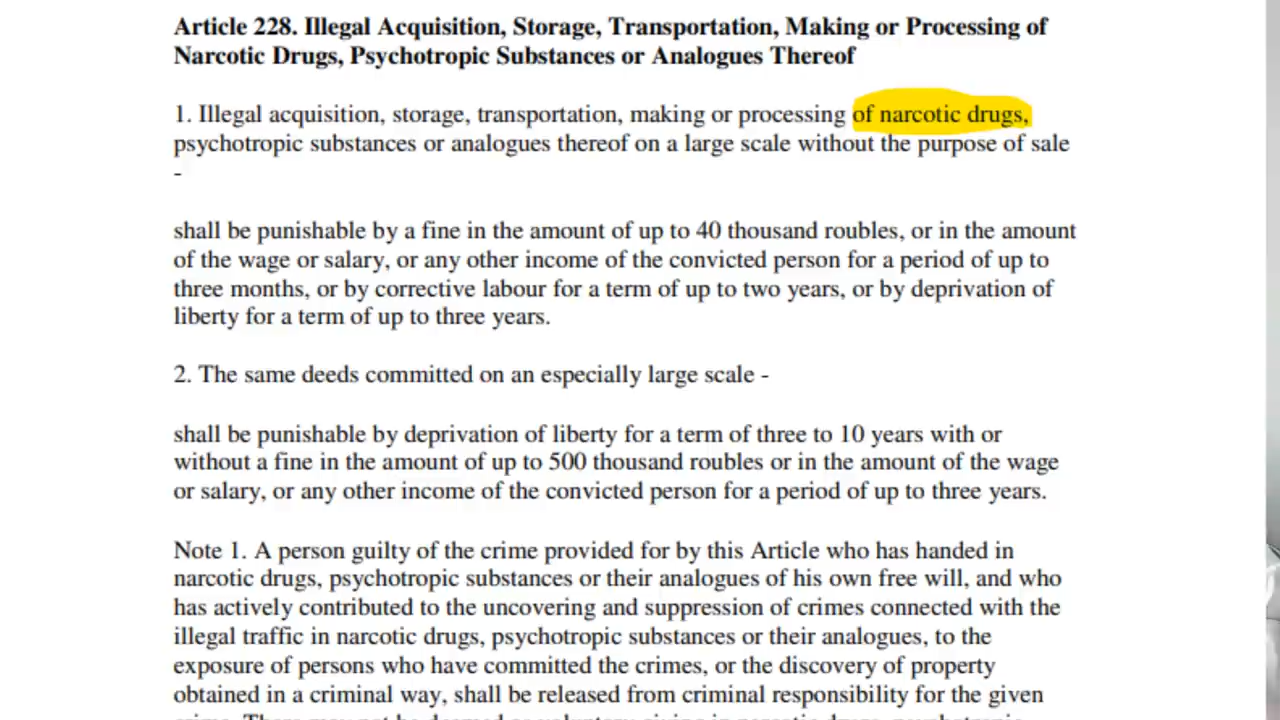 Article 228. Illegal Acquisition, Storage, Transportation, Making or Processing of
Narcotic Drugs, Psychotropic Substances or Analogues Thereof
1. Illegal acquisition, storage, transportation, making or processing of narcotic drugs,
psychotropic substances or analogues thereof on a large scale without the purpose of sale
-
shall be punishable by a fine in the amount of up to 40 thousand roubles, or in the amount
of the wage or salary, or any other income of the convicted person for a period of up to
three months, or by corrective labour for a term of up to two years, or by deprivation of
liberty for a term of up to three years.
2. The same deeds committed on an especially large scale -
shall be punishable by deprivation of liberty for a term of three to 10 years with or
without a fine in the amount of up to 500 thousand roubles or in the amount of the wage
or salary, or any other income of the convicted person for a period of up to three years.
Note 1. A person guilty of the crime provided for by this Article who has handed in
narcotic drugs, psychotropic substances or their analogues of his own free will, and who
has actively contributed to the uncovering and suppression of crimes connected with the
illegal traffic in narcotic drugs, psychotropic substances or their analogues, to the
exposure of persons who have committed the crimes, or the discovery of property
obtained in a criminal way, shall be released from criminal responsibility for the given